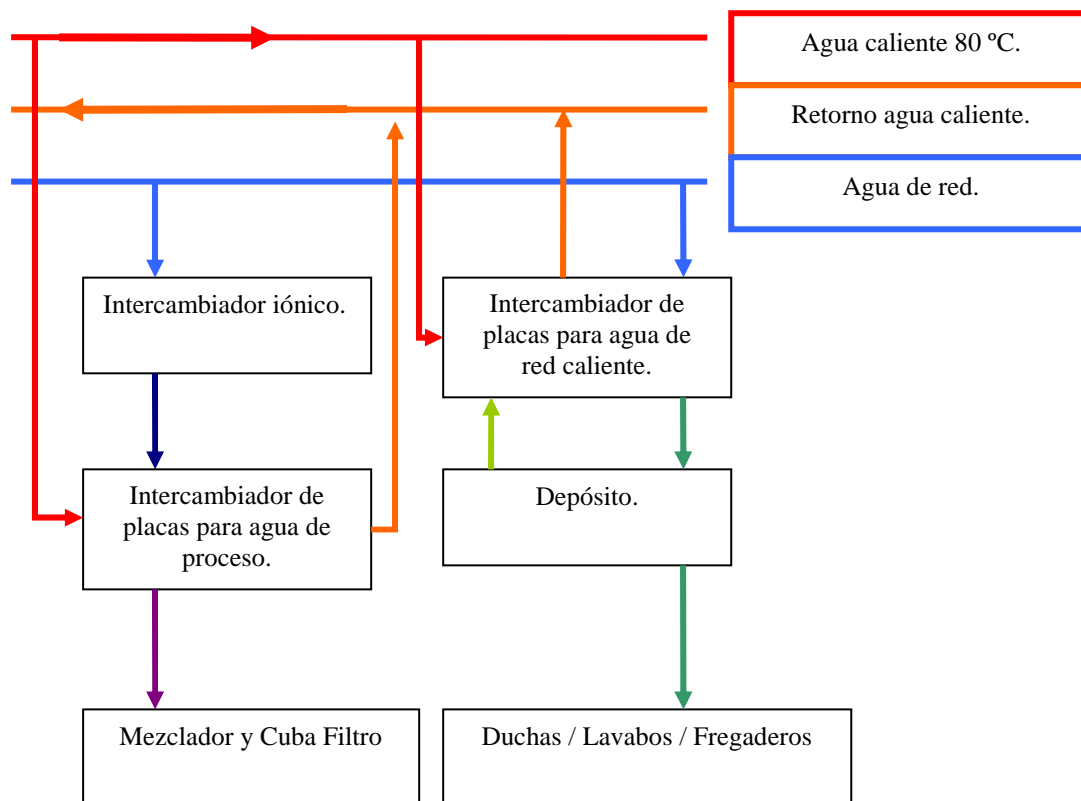 Agua caliente 80 ºC.
Retorno agua caliente.
Agua de red.
Intercambiador iónico.
Intercambiador de
placas para agua de
red caliente.
Intercambiador de
placas para agua de
proceso.
Depósito.
Mezclador y Cuba Filtro
Duchas / Lavabos / Fregaderos